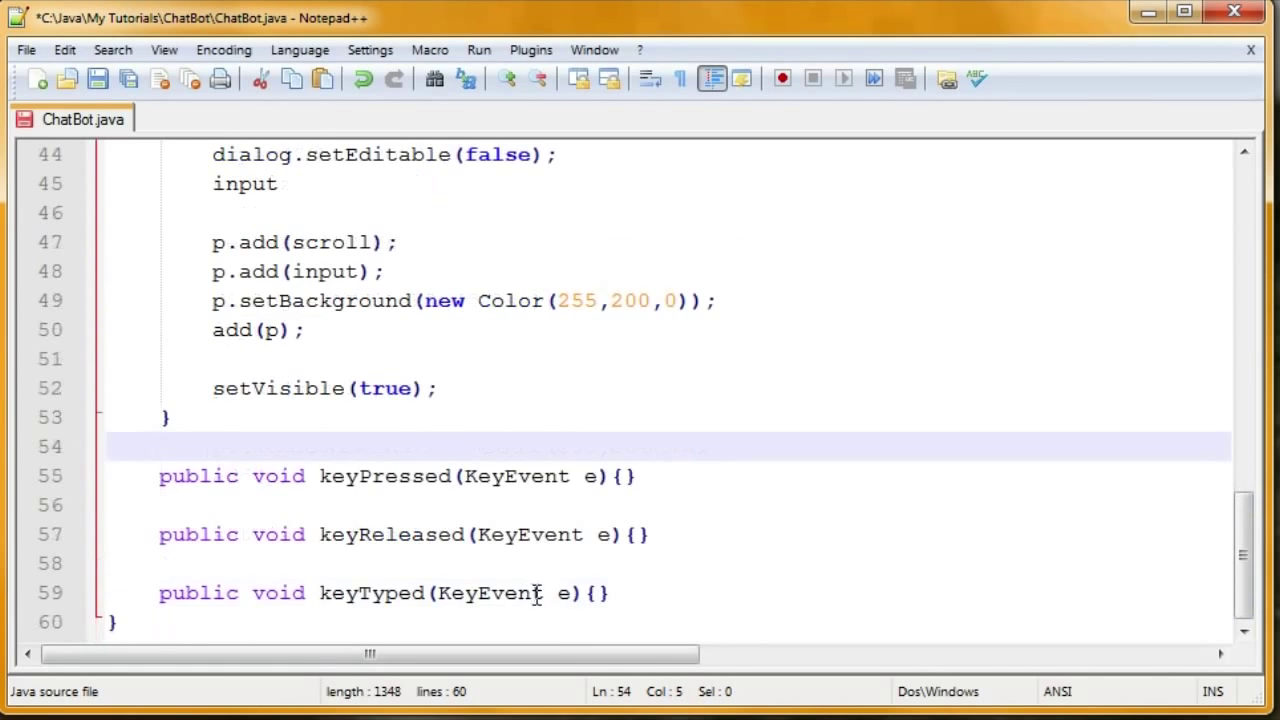 *C:\Java\My Tutorials\ChatBot\ChatBot.java - Notepad++
File Edit Search View Encoding Language Settings Macro Run Plugins Window ? X
ChatBot.java
44 dialog.setEditable(false);
45 input
46
47 p.add(scroll);
48 p.add(input);
49 p.setBackground(new Color(255,200,0));
50 add(p);
51
52 setVisible(true);
53 }
54
55 public void keyPressed(KeyEvent e){}
56
57 public void keyReleased(KeyEvent e){}
58
59 public void keyTyped(KeyEvent e){}
60 }
Java source file length : 1348 lines : 60 Ln : 54 Col : 5 Sel : 0 Dos\Windows ANSI INS